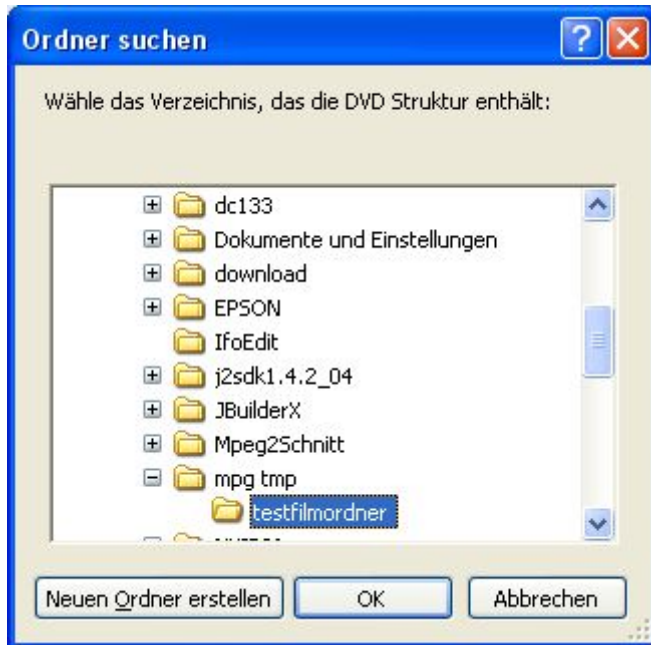 Ordner suchen
Wähle das Verzeichnis, das die DVD Struktur enthält:
dc133
Dokumente und Einstellungen
download
EPSON
IfoEdit
j2sdk1.4.2_04
JBuilderX
Mpeg2Schnitt
mpg tmp
testfilmordner
Neuen Ordner erstellen OK Abbrechen